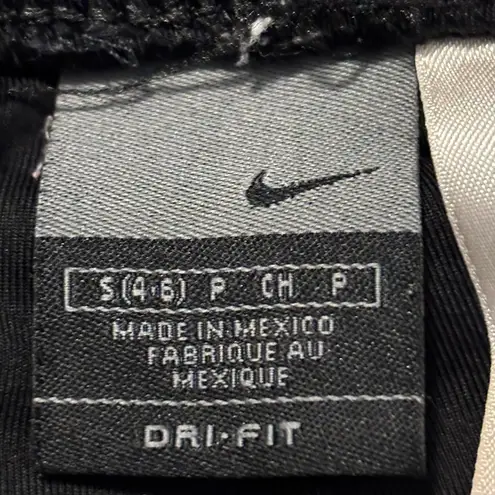 S(4-6) P CH P
MADE IN MEXICO
FABRIQUE AU
MEXIQUE
DRI-FIT